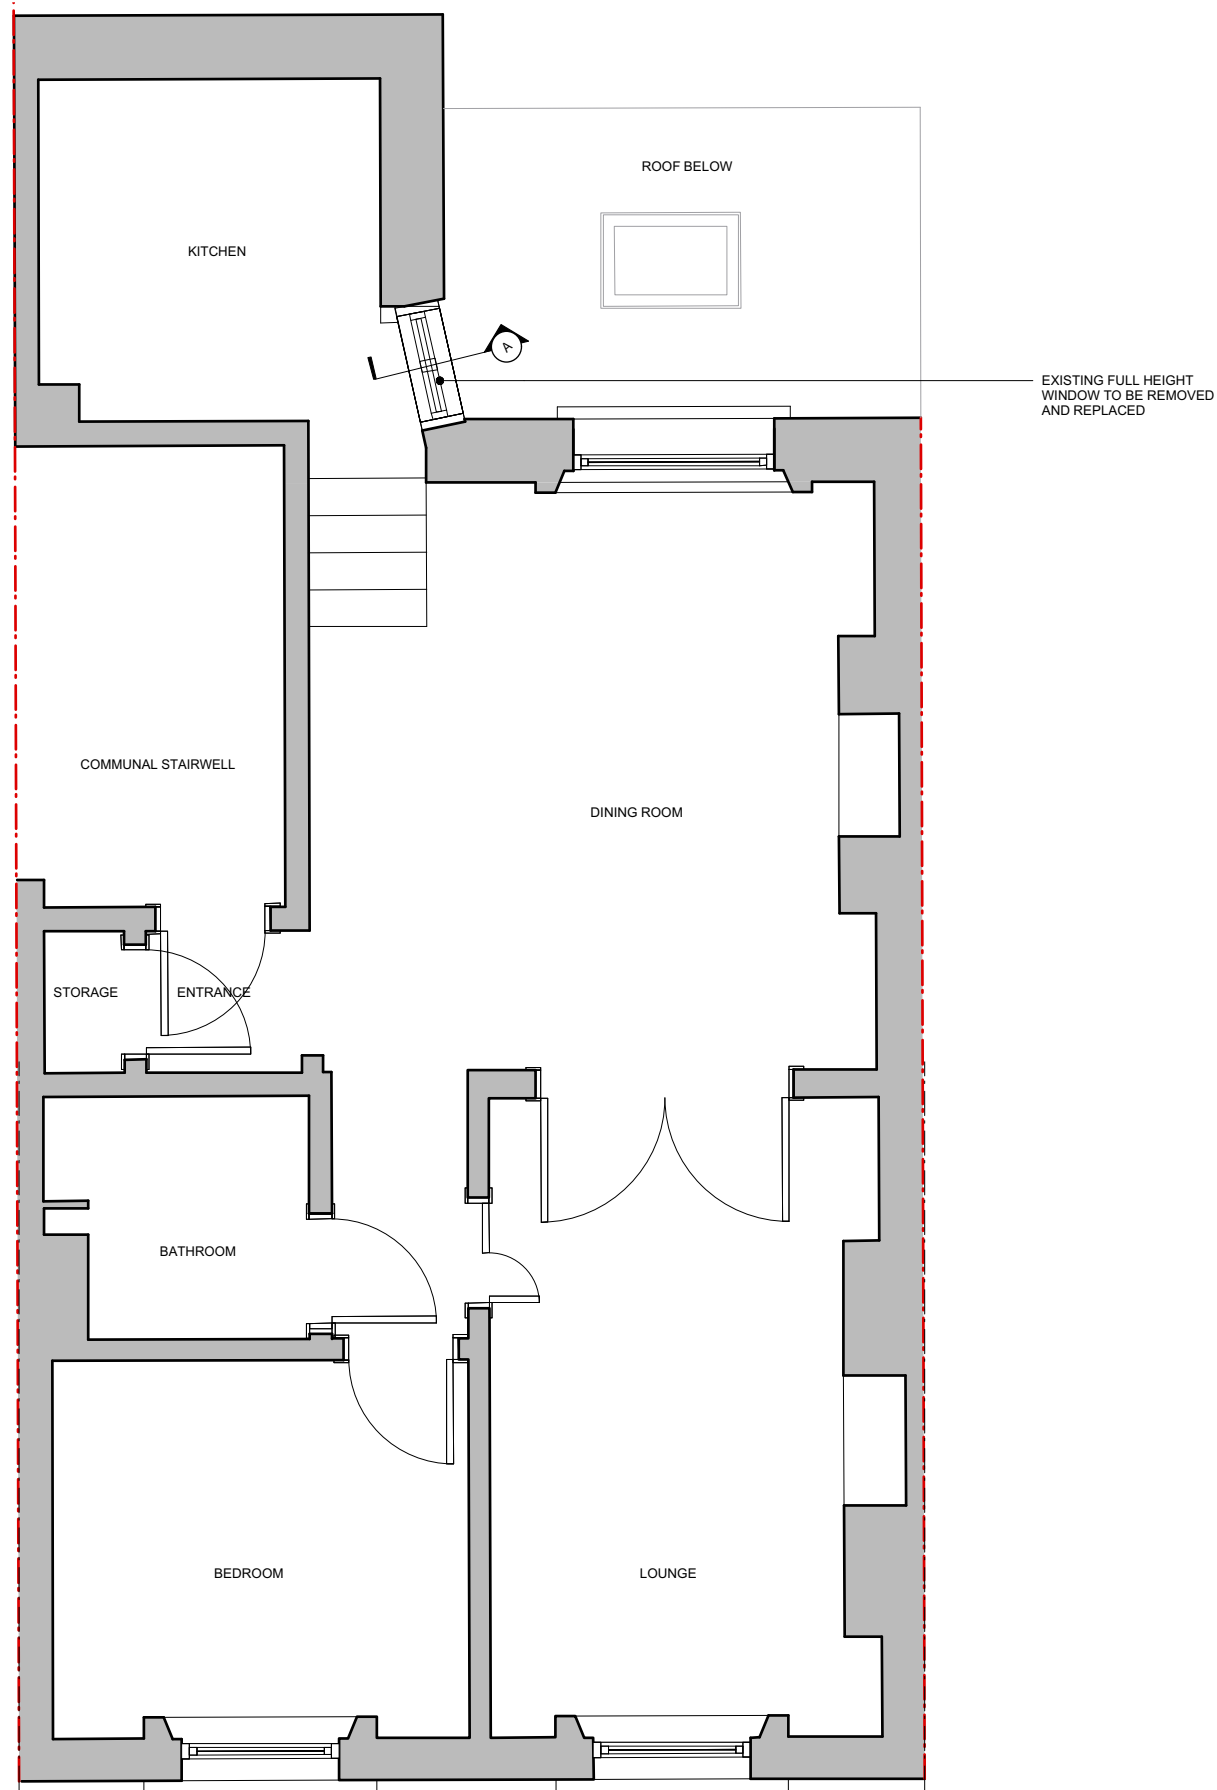 ROOF BELOW
KITCHEN
A
EXISTING FULL HEIGHT
WINDOW TO BE REMOVED
AND REPLACED
COMMUNAL STAIRWELL
DINING ROOM
STORAGE
ENTRANCE
BATHROOM
BEDROOM
LOUNGE